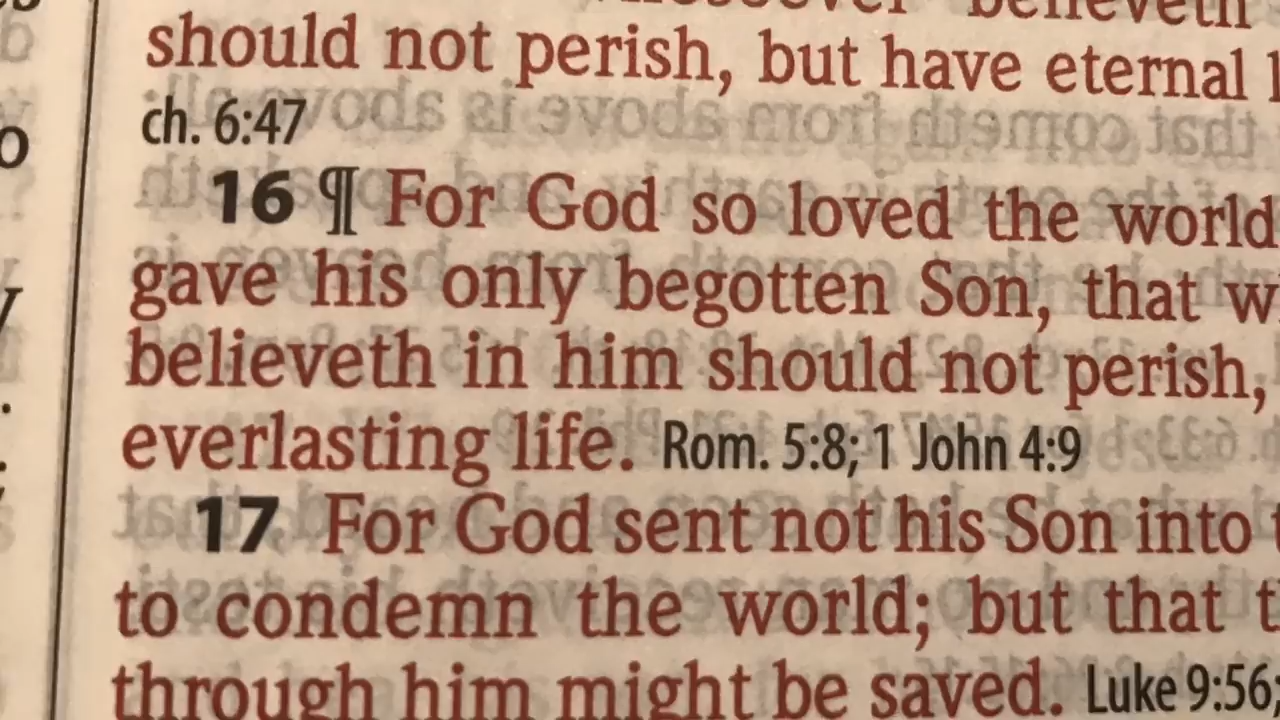 believeth
should not perish, but have eternal
ch. 6:47
16 ¶ For God so loved the world
gave his only begotten Son, that
believeth in him should not perish,
everlasting life. Rom. 5:8; 1 John 4:9
17 For God sent not his Son into
to condemn the world; but that
through him might be saved. Luke 9:56;